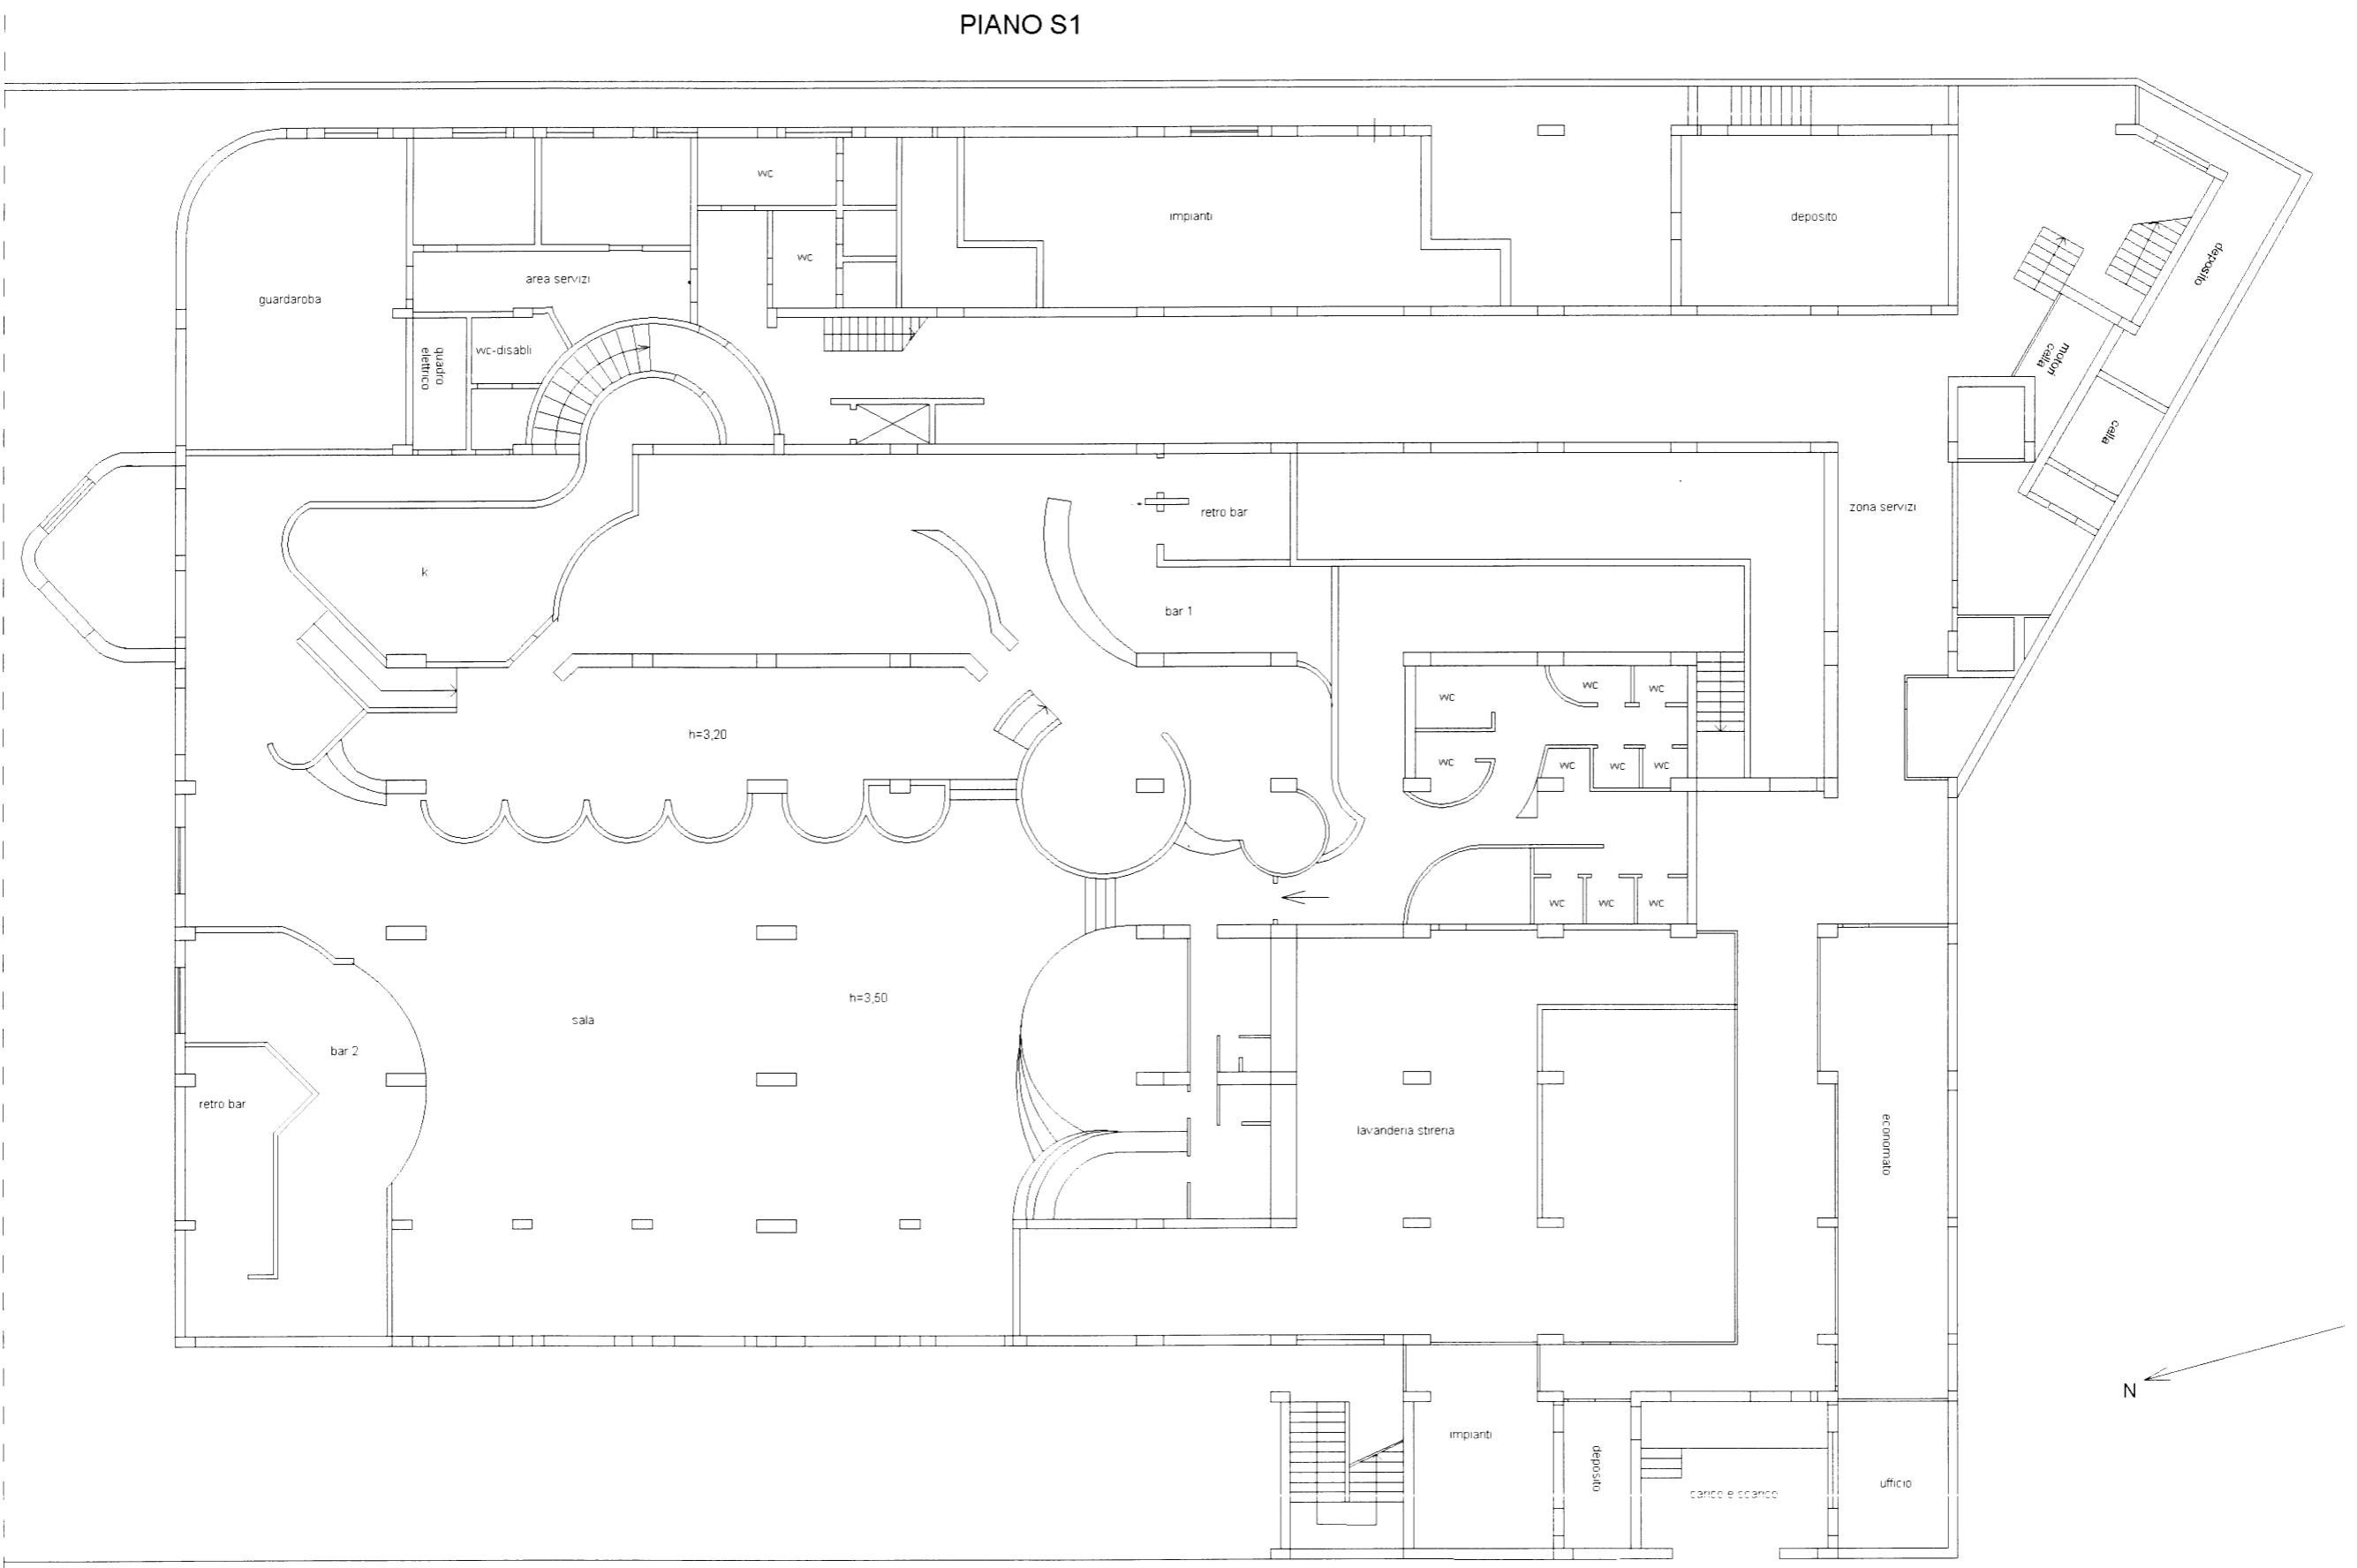 PIANO S1
wc
impianti
deposito
wc
area servizi
guardaroba
deposito
quadro
elettrico
wc-disabli
motori
cella
cella
retro bar
zona servizi
k
bar 1
wc
wc
wc
h=3,20
wc
wc
wc
wc
wc
wc
wc
h=3,50
sala
bar 2
retro bar
lavanderia stireria
economato
N
impianti
deposito
ufficio
carico e scarico